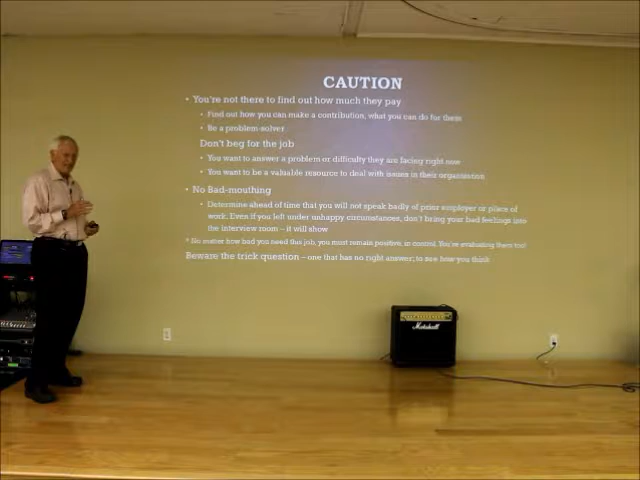 CAUTION
• You're not there to find out how much they pay
• Find out how you can make a contribution, what you can do for them
• Be a problem-solver
Don't beg for the job
• You want to answer a problem or difficulty they are facing right now
• You want to be a valuable resource to deal with issues in their organization
• No Bad-mouthing
• Determine ahead of time that you will not speak badly of prior employer or place of
work. Even if you left under unhappy circumstances, don't bring your bad feelings into
the interview room – it will show
* No matter how bad you need this job, you must remain positive, in control. You're evaluating them too!
Beware the trick question – one that has no right answer; to see how you think
Marshall